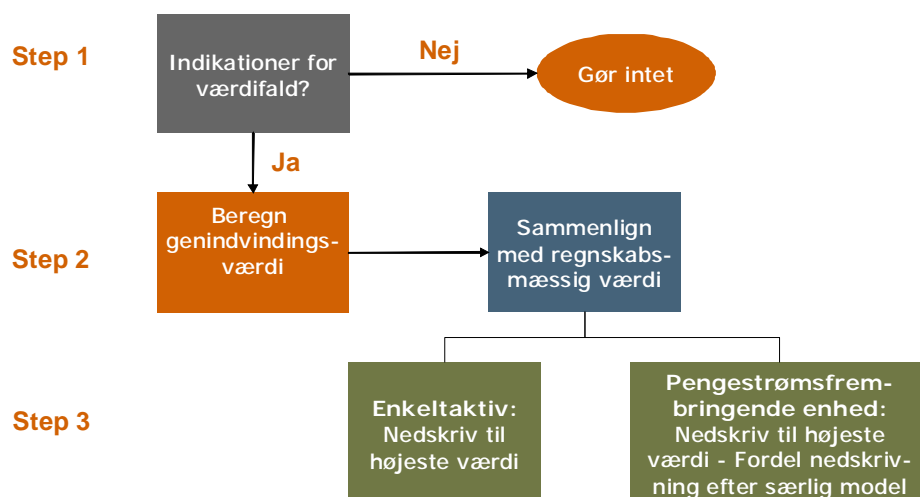 Step 1
Indikationer for
værdifald?
Nej
Gør intet
Ja
Step 2
Beregn
genindvindings-
værdi
Sammenlign
med regnskabs-
mæssig værdi
Step 3
Enkeltaktiv:
Nedskriv til
højeste værdi
Pengestrømsfrem-
bringende enhed:
Nedskriv til højeste
værdi - Fordel nedskriv-
ning efter særlig model